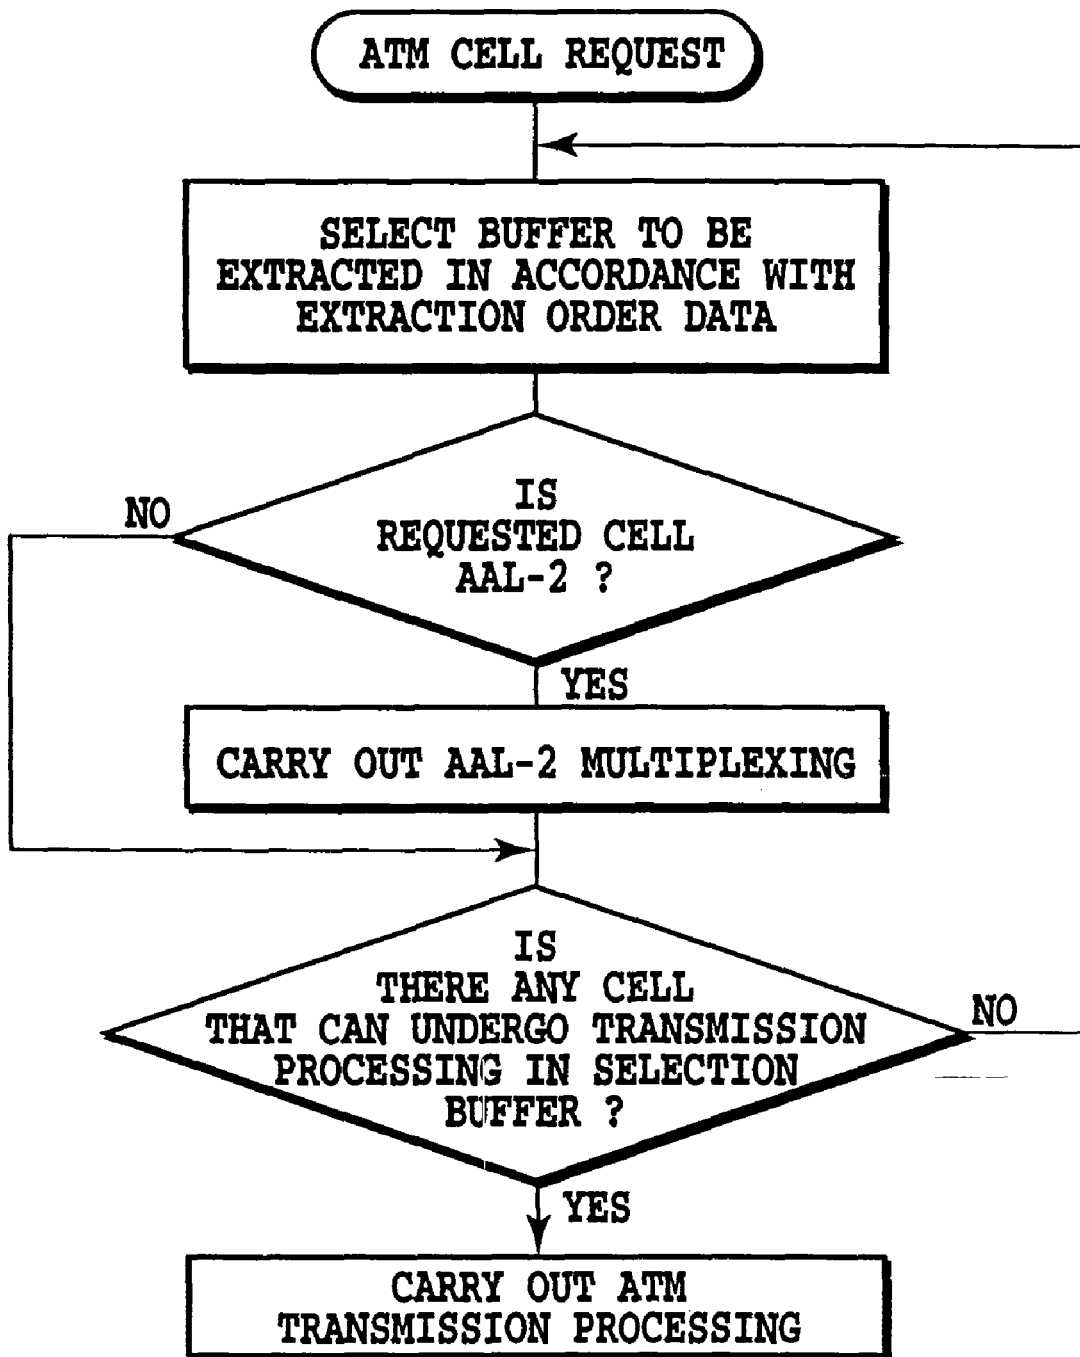 ATM CELL REQUEST
SELECT BUFFER TO BE
EXTRACTED IN ACCORDANCE WITH
EXTRACTION ORDER DATA
IS
REQUESTED CELL
AAL-2 ?
NO
YES
CARRY OUT AAL-2 MULTIPLEXING
IS
THERE ANY CELL
THAT CAN UNDERGO TRANSMISSION
PROCESSING IN SELECTION
BUFFER ?
NO
YES
CARRY OUT ATM
TRANSMISSION PROCESSING